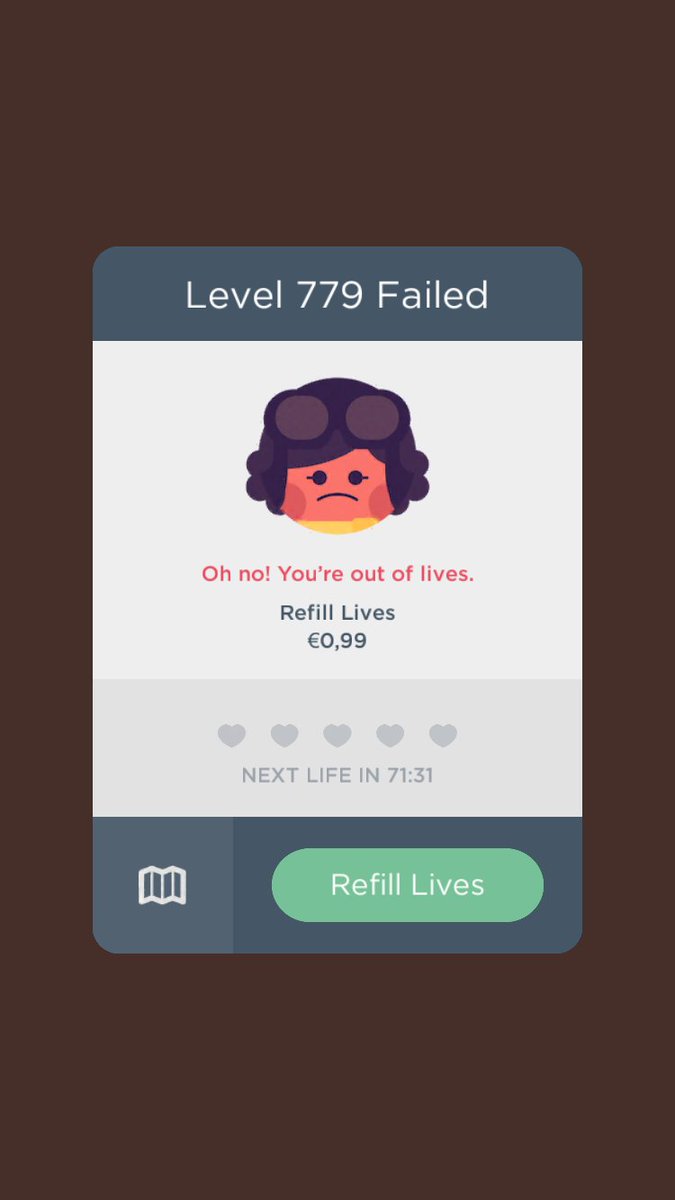 Level 779 Failed
Oh no! You’re out of lives.
Refill Lives
€0,99
NEXT LIFE IN 71:31
Refill Lives